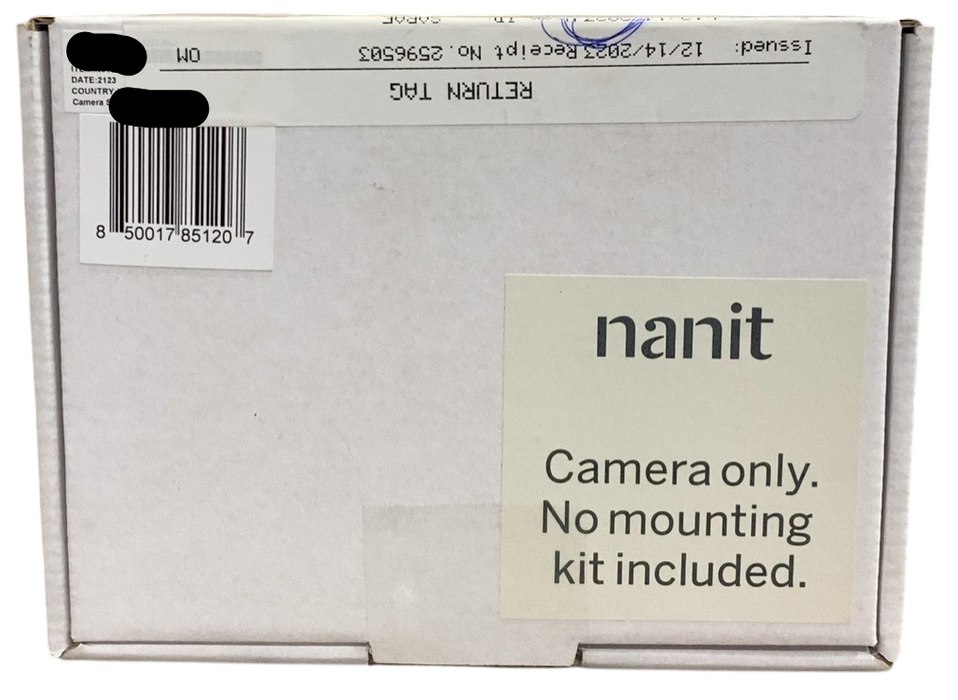 DATE:2123
COUNTRY
Camera
OM
Issued: 12/14/2023 Receipt No. 2596503
RETURN TAG
8 50017 85120 7
nanit
Camera only.
No mounting
kit included.